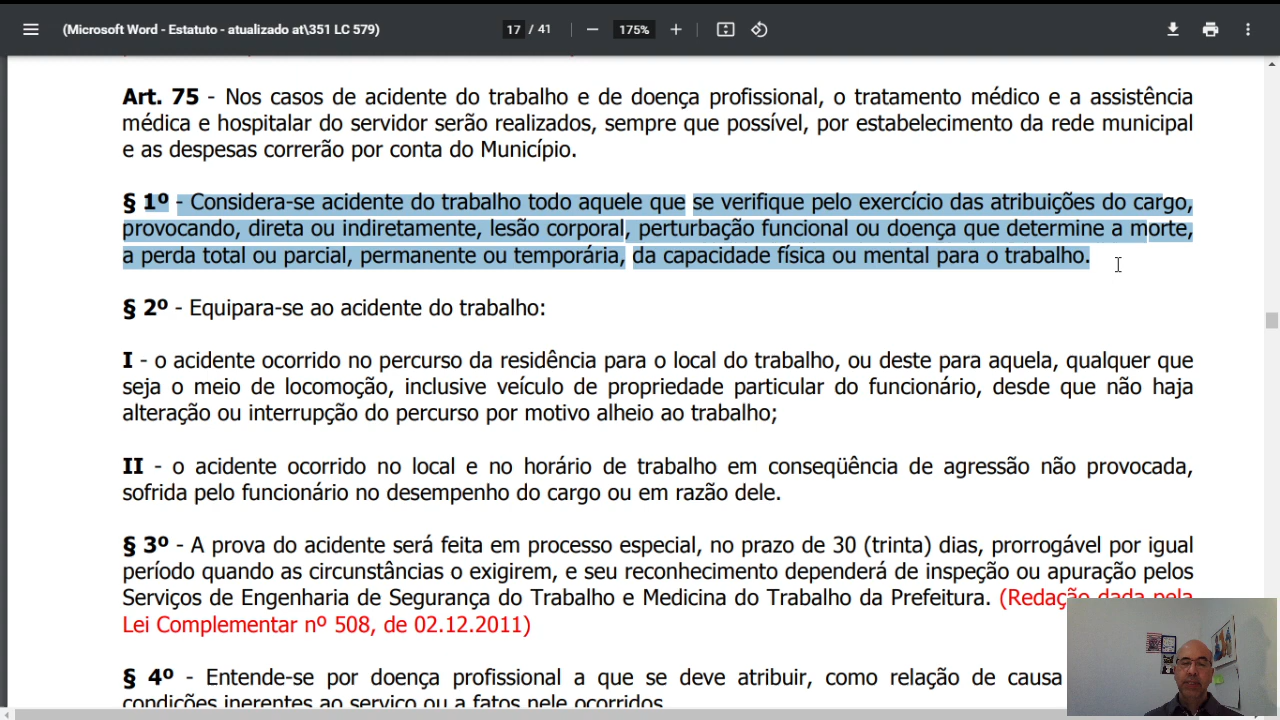 (Microsoft Word - Estatuto - atualizado at\351 LC 579)
17 / 41
175%
Art. 75 - Nos casos de acidente do trabalho e de doença profissional, o tratamento médico e a assistência
médica e hospitalar do servidor serão realizados, sempre que possível, por estabelecimento da rede municipal
e as despesas correrão por conta do Município.
§ 1º - Considera-se acidente do trabalho todo aquele que se verifique pelo exercício das atribuições do cargo,
provocando, direta ou indiretamente, lesão corporal, perturbação funcional ou doença que determine a morte,
a perda total ou parcial, permanente ou temporária, da capacidade física ou mental para o trabalho.
§ 2º - Equipara-se ao acidente do trabalho:
I - o acidente ocorrido no percurso da residência para o local do trabalho, ou deste para aquela, qualquer que
seja o meio de locomoção, inclusive veículo de propriedade particular do funcionário, desde que não haja
alteração ou interrupção do percurso por motivo alheio ao trabalho;
II - o acidente ocorrido no local e no horário de trabalho em conseqüência de agressão não provocada,
sofrida pelo funcionário no desempenho do cargo ou em razão dele.
§ 3º - A prova do acidente será feita em processo especial, no prazo de 30 (trinta) dias, prorrogável por igual
período quando as circunstâncias o exigirem, e seu reconhecimento dependerá de inspeção ou apuração pelos
Serviços de Engenharia de Segurança do Trabalho e Medicina do Trabalho da Prefeitura. (Redação dada pela
Lei Complementar nº 508, de 02.12.2011)
§ 4º - Entende-se por doença profissional a que se deve atribuir, como relação de causa
condições inerentes ao serviço ou a fatos nele ocorridos.